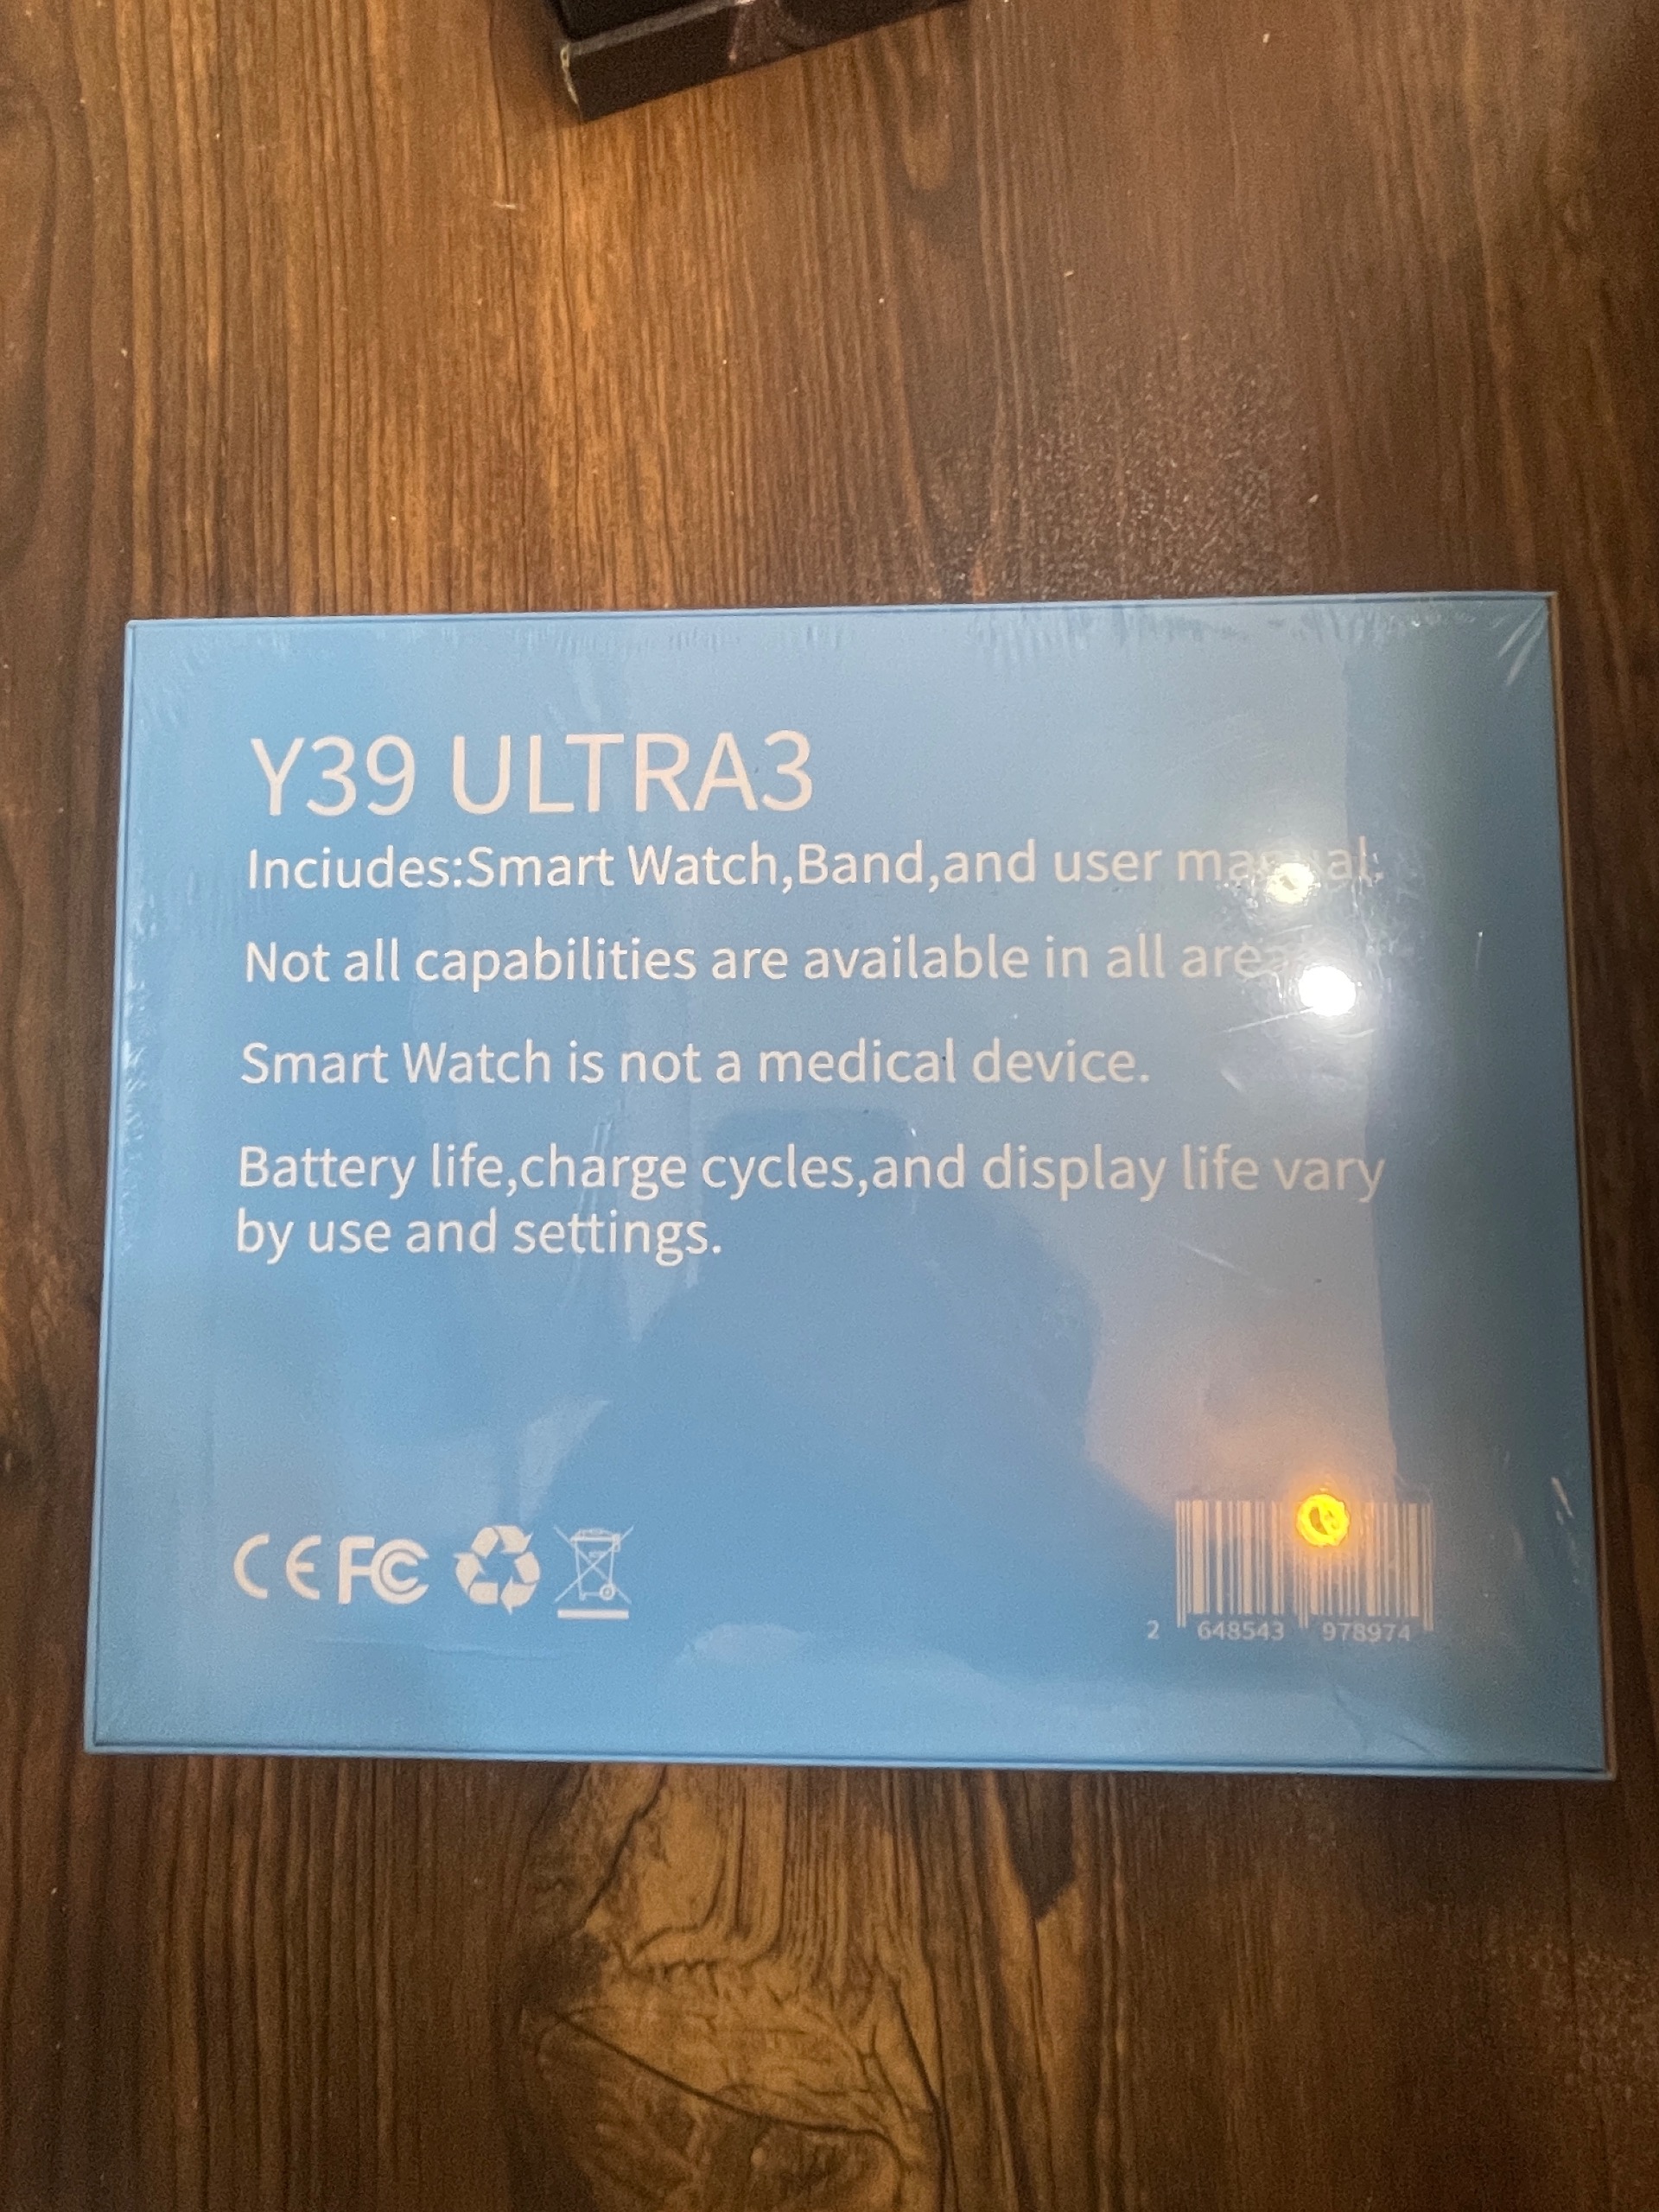 Y39 ULTRA3
Inciudes:Smart Watch,Band,and user
Not all capabilities are available in all
Smart Watch is not a medical device.
Battery life,charge cycles,and display life vary
by use and settings.
CE FC
2 648543 978974